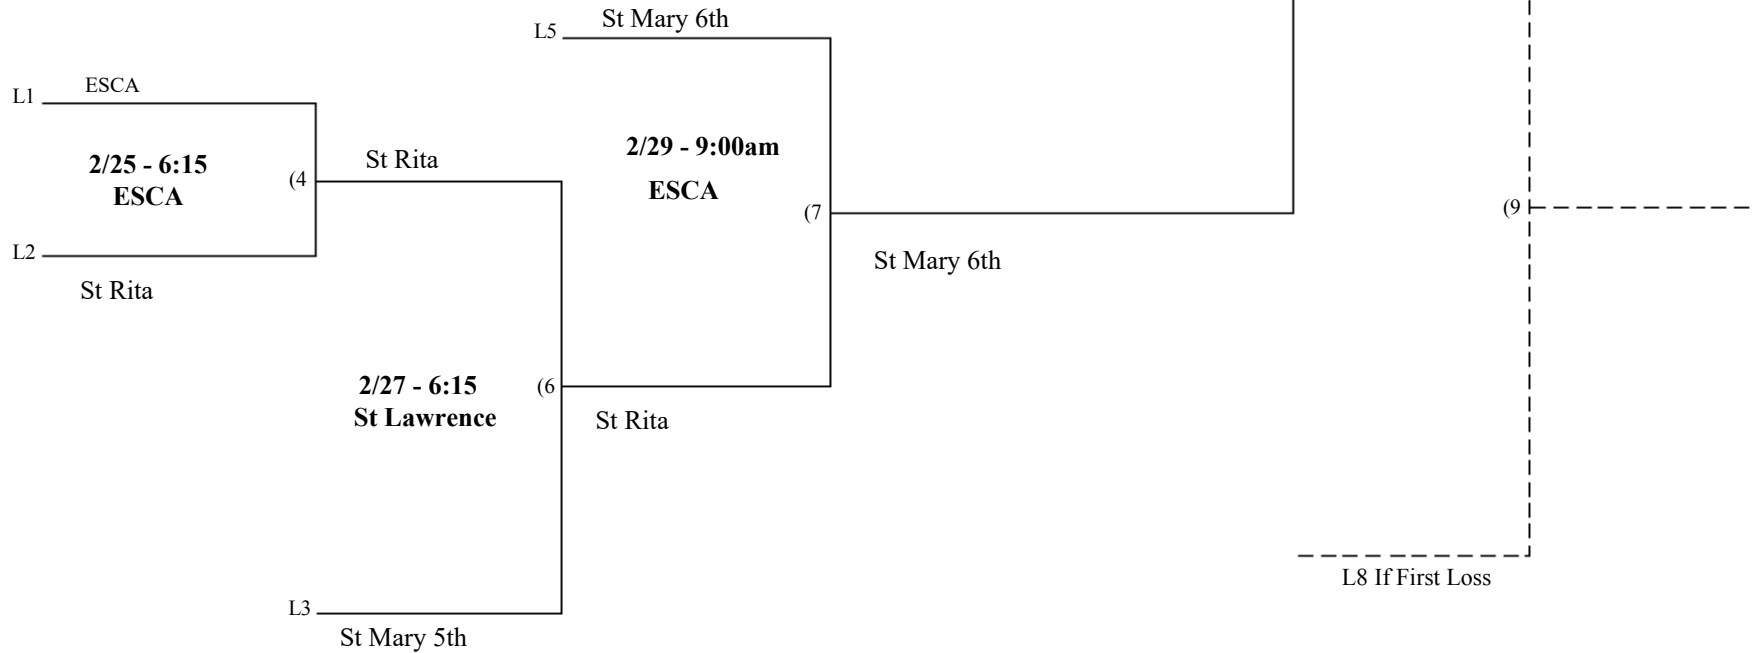 St Mary 6th
L5
ESCA
L1
2/25 - 6:15
ESCA
(4
St Rita
L2
St Rita
2/29 - 9:00am
ESCA
(7
St Mary 6th
(9
2/27 - 6:15
St Lawrence
(6
St Rita
L3
St Mary 5th
L8 If First Loss